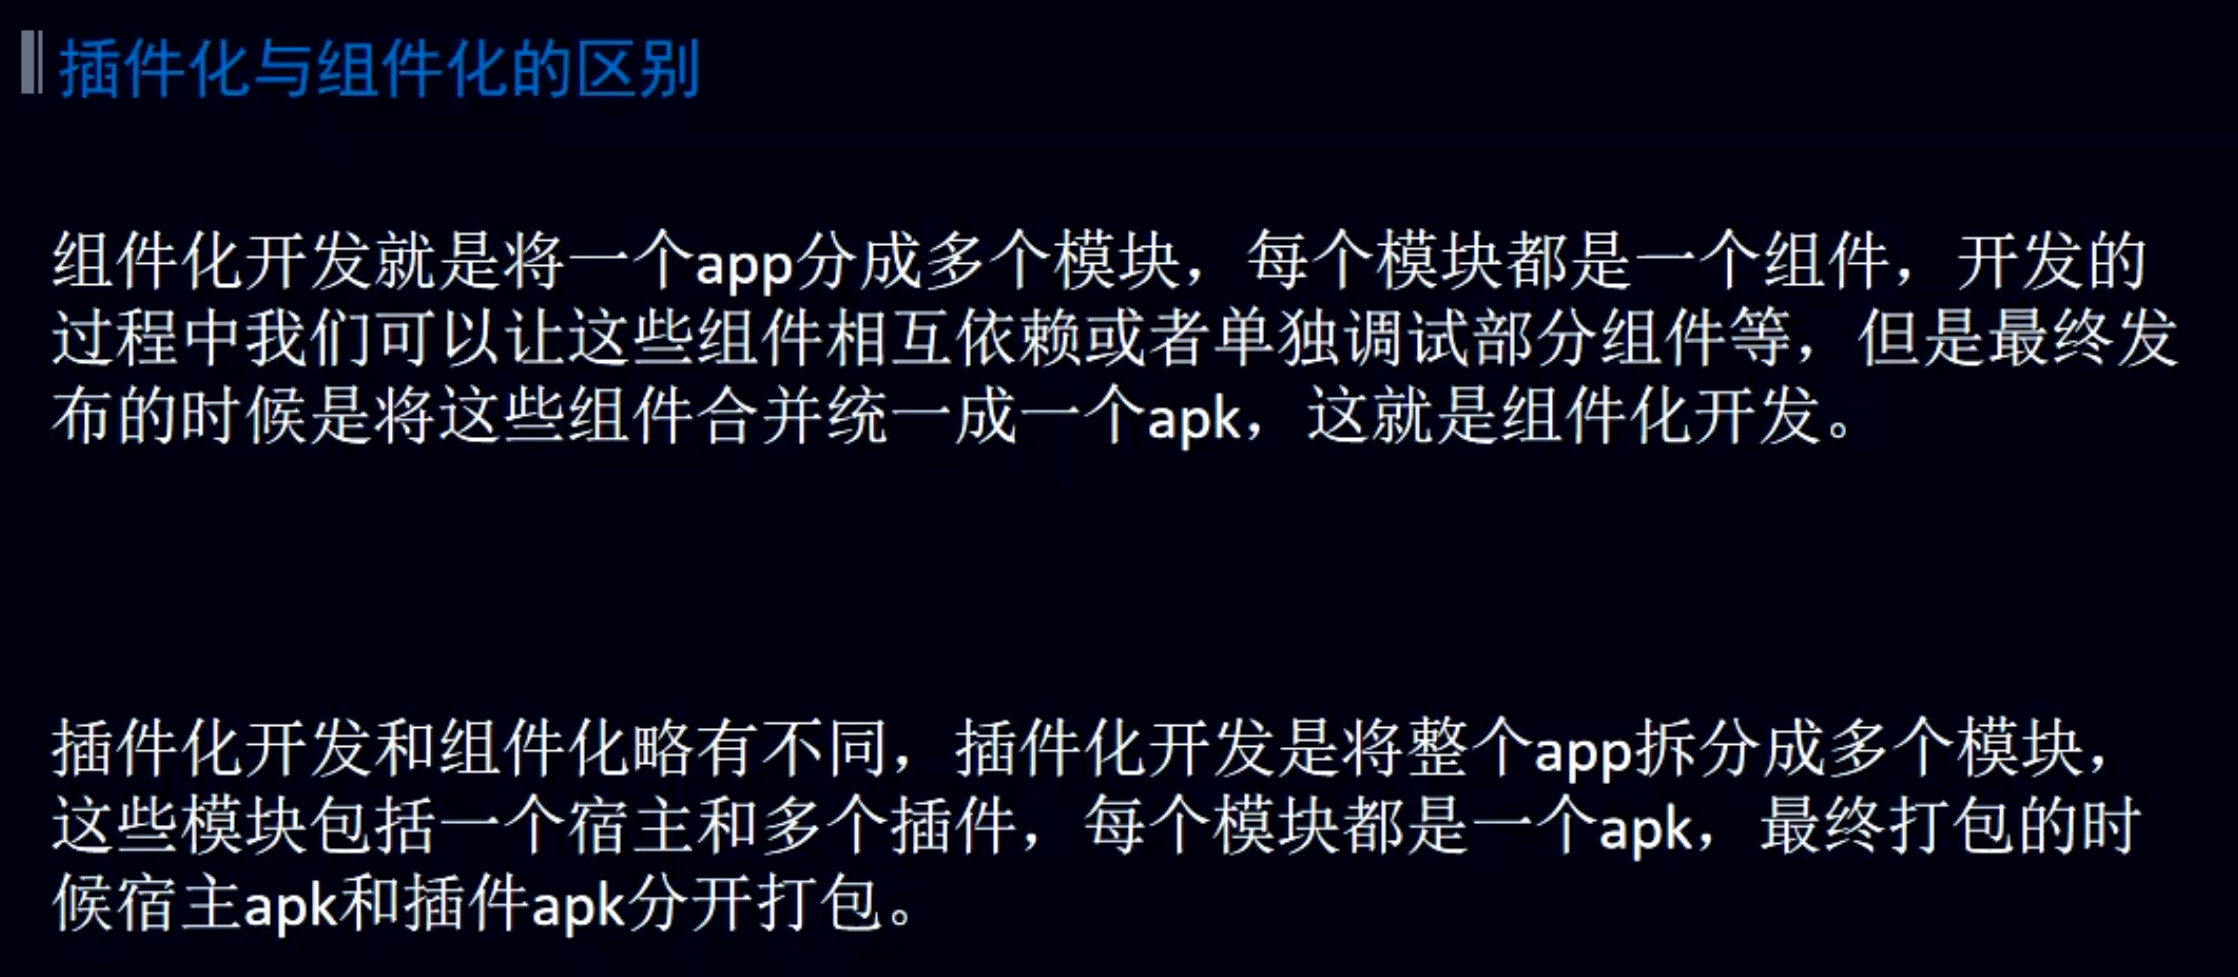 插件化与组件化的区别
组件化开发就是将一个app分成多个模块，每个模块都是一个组件，开发的
过程中我们可以让这些组件相互依赖或者单独调试部分组件等，但是最终发
布的时候是将这些组件合并统一成一个apk，这就是组件化开发。
插件化开发和组件化略有不同，插件化开发是将整个app拆分成多个模块，
这些模块包括一个宿主和多个插件，每个模块都是一个apk，最终打包的时
候宿主apk和插件apk分开打包。